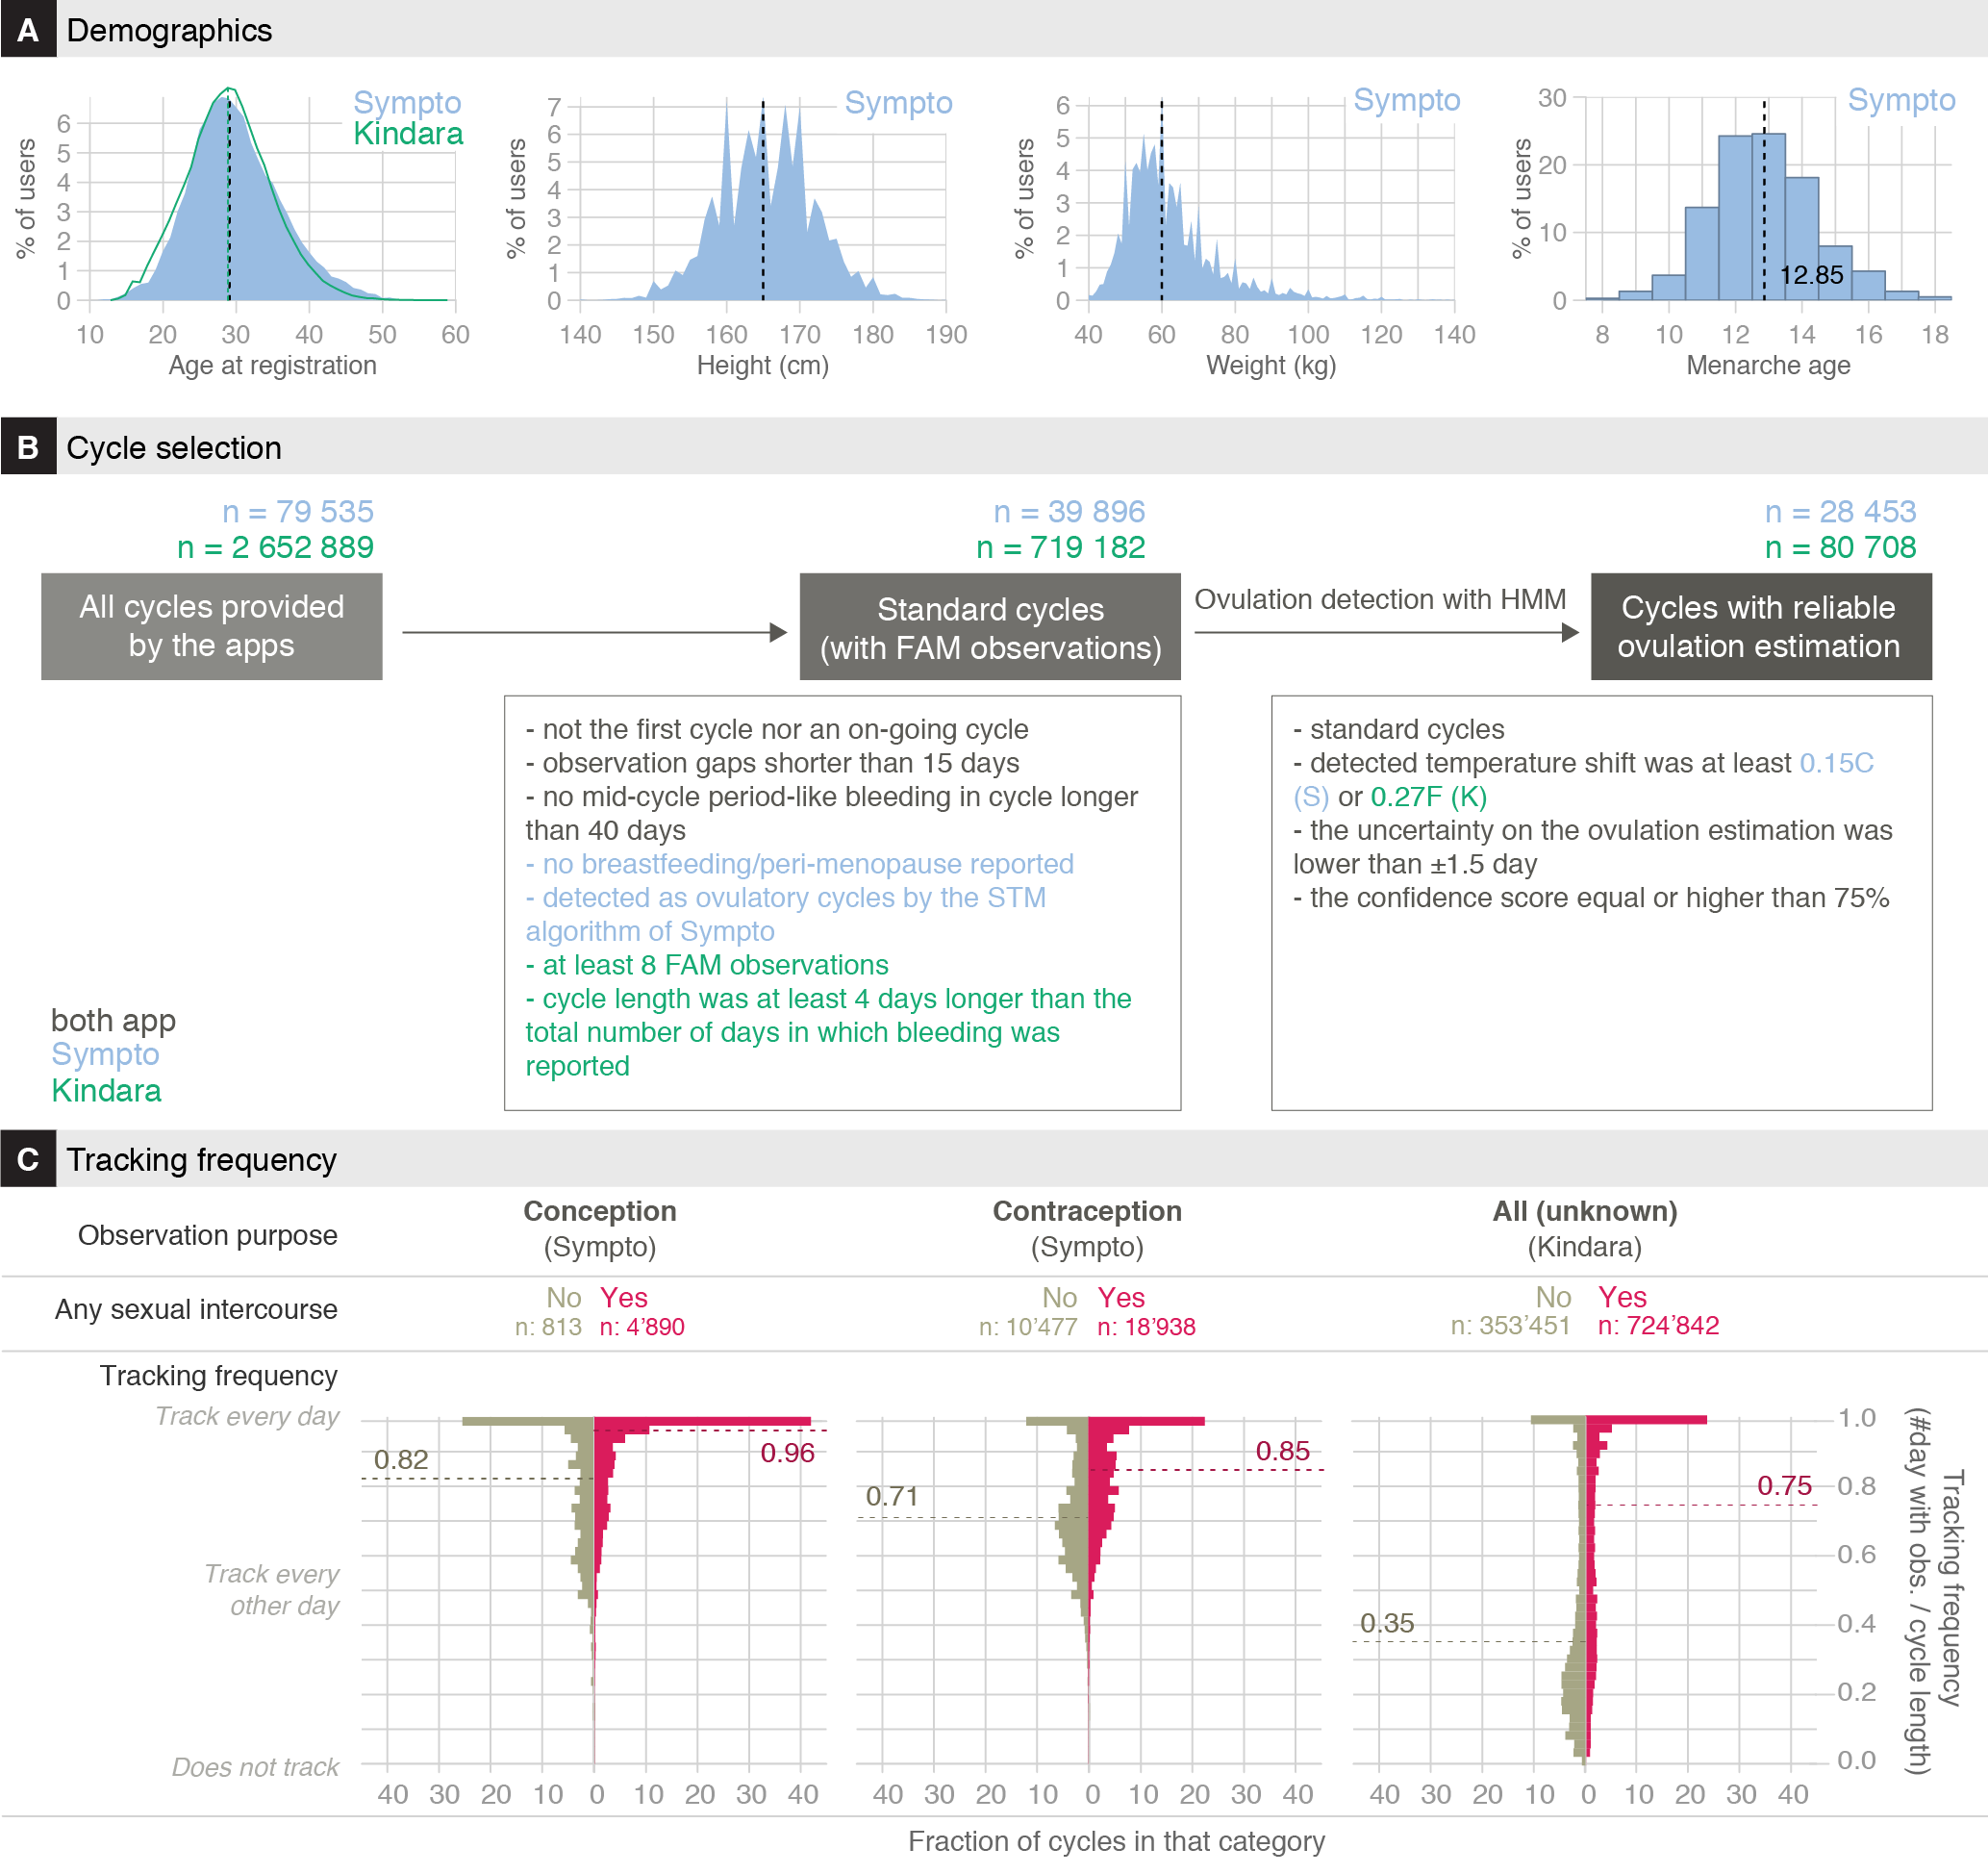 A Demographics
Sympto
Kindara
% of users
6
5
4
3
2
1
0
10 20 30 40 50 60
Age at registration
Sympto
% of users
7
6
5
4
3
2
1
0
140 150 160 170 180 190
Height (cm)
Sympto
% of users
6
5
4
3
2
1
0
40 60 80 100 120 140
Weight (kg)
Sympto
% of users
30
20
10
0
12.85
8 10 12 14 16 18
Menarche age
B Cycle selection
n = 79 535
n = 2 652 889
All cycles provided
by the apps
n = 39 896
n = 719 182
Standard cycles
(with FAM observations)
Ovulation detection with HMM
n = 28 453
n = 80 708
Cycles with reliable
ovulation estimation
- not the first cycle nor an on-going cycle
- observation gaps shorter than 15 days
- no mid-cycle period-like bleeding in cycle longer
than 40 days
- no breastfeeding/peri-menopause reported
- detected as ovulatory cycles by the STM
algorithm of Sympto
- at least 8 FAM observations
- cycle length was at least 4 days longer than the
total number of days in which bleeding was
reported
- standard cycles
- detected temperature shift was at least 0.15C
(S) or 0.27F (K)
- the uncertainty on the ovulation estimation was
lower than ±1.5 day
- the confidence score equal or higher than 75%
both app
Sympto
Kindara
C Tracking frequency
Observation purpose
Conception
(Sympto)
Contraception
(Sympto)
All (unknown)
(Kindara)
Any sexual intercourse
No Yes
n: 813 n: 4’890
No Yes
n: 10’477 n: 18’938
No Yes
n: 353’451 n: 724’842
Tracking frequency
Track every day
Track every
other day
Does not track
0.82
0.96
40 30 20 10 0 10 20 30 40
0.71
0.85
40 30 20 10 0 10 20 30 40
0.35
0.75
40 30 20 10 0 10 20 30 40
1.0
0.8
0.6
0.4
0.2
0.0
Tracking frequency
(#day with obs. / cycle length)
Fraction of cycles in that category